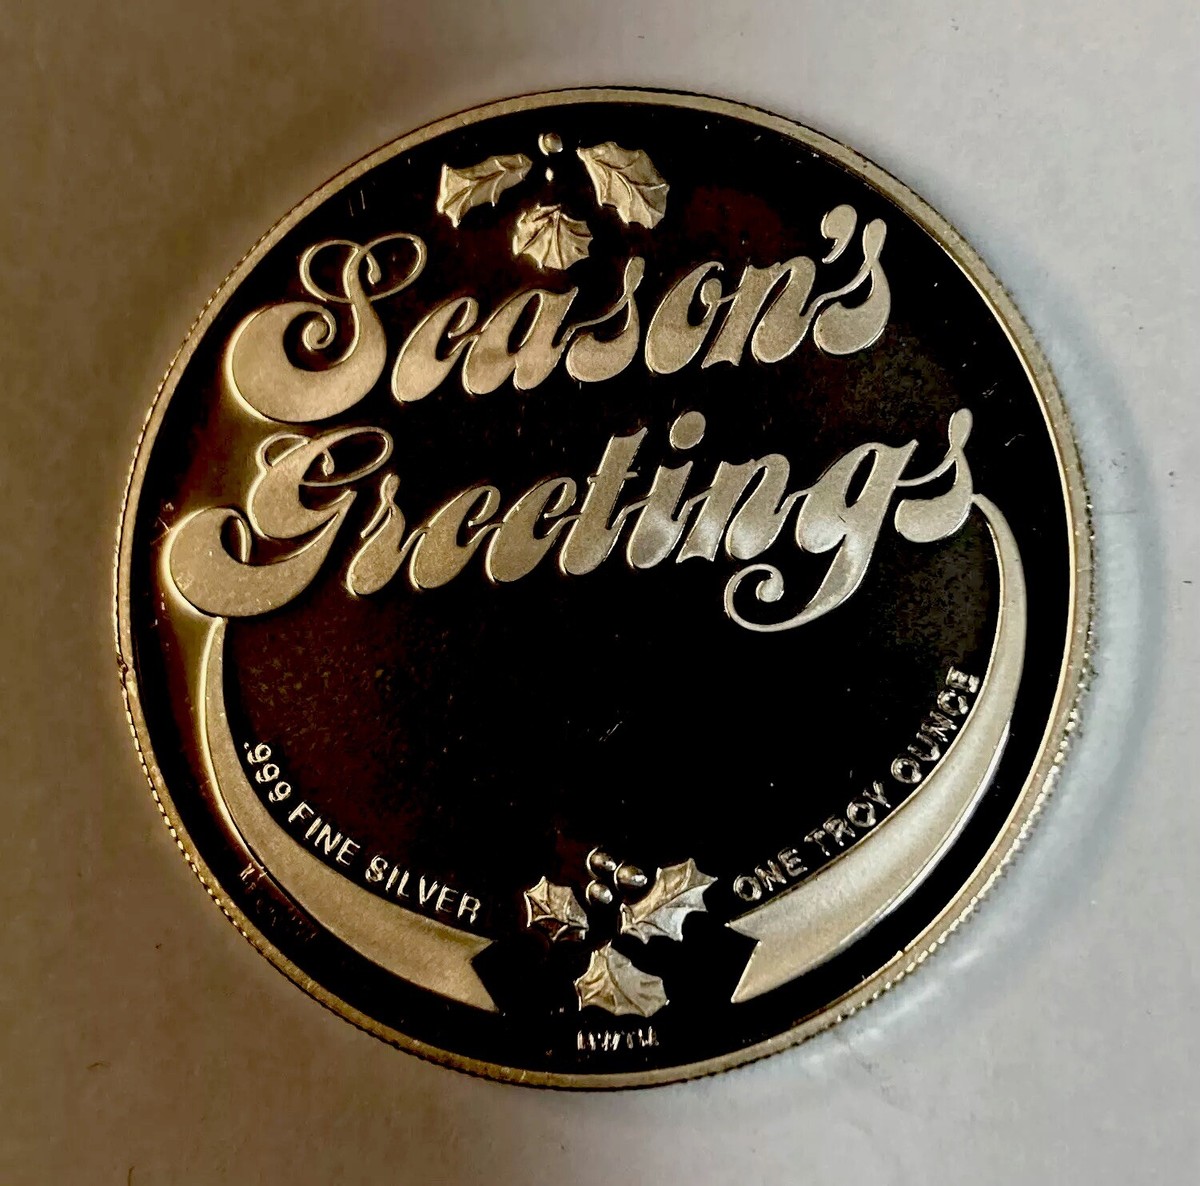 Season's
Greetings
.999 FINE SILVER
ONE TROY OUNCE